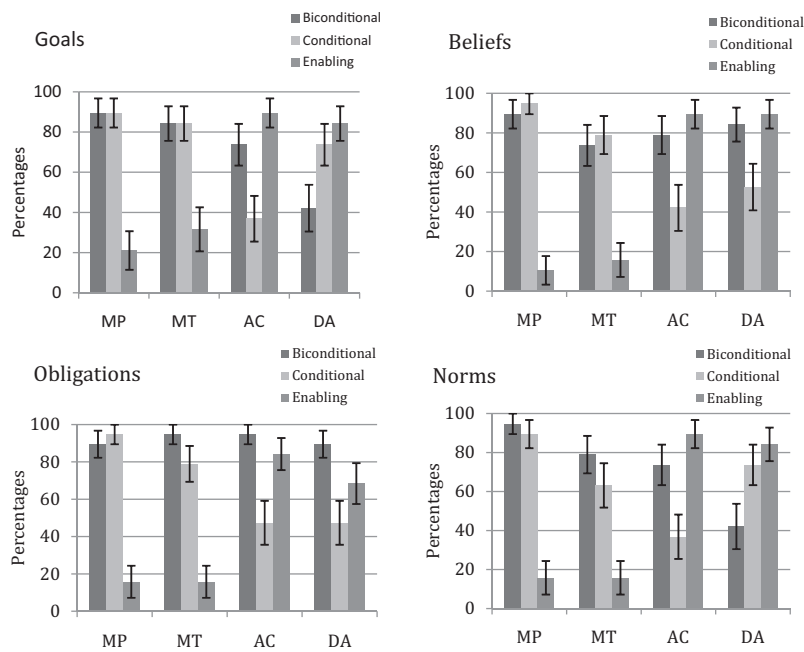 Goals
Biconditional
Conditional
Enabling
Percentages
100
80
60
40
20
0
MP MT AC DA
Beliefs
Biconditional
Conditional
Enabling
Percentages
100
80
60
40
20
0
MP MT AC DA
Obligations
Biconditional
Conditional
Enabling
Percentages
100
80
60
40
20
0
MP MT AC DA
Norms
Biconditional
Conditional
Enabling
Percentages
100
80
60
40
20
0
MP MT AC DA